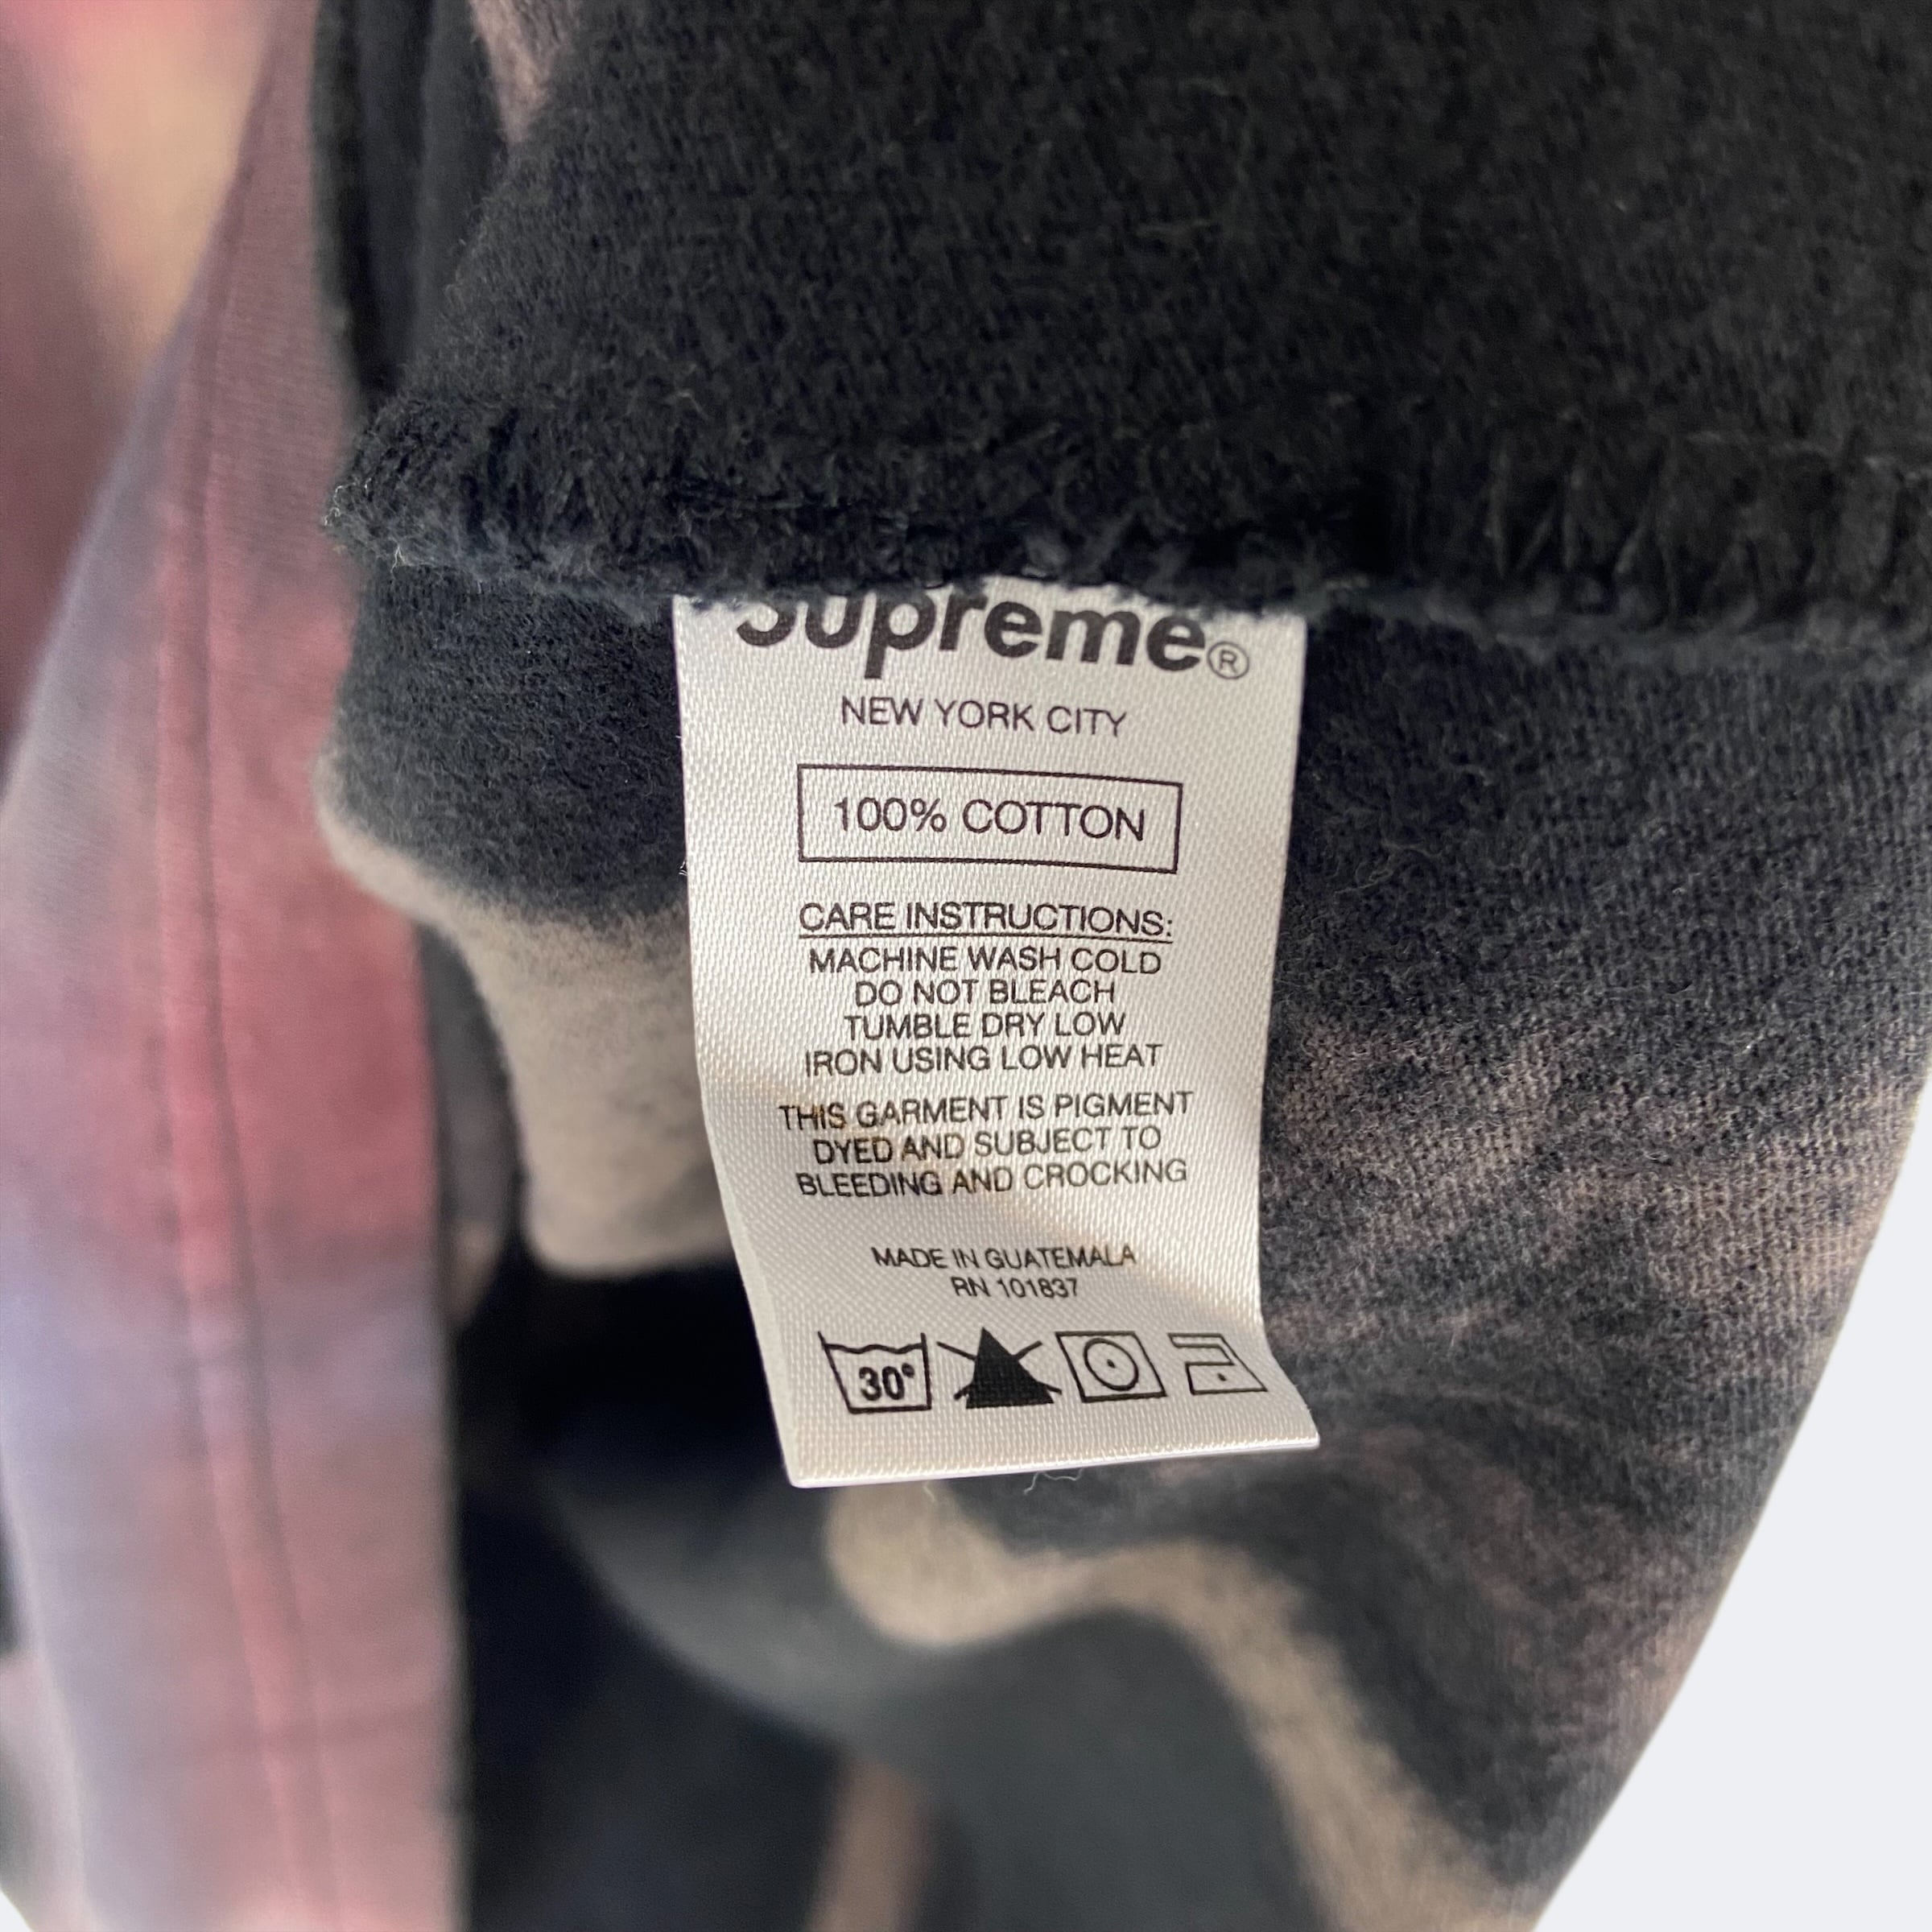 Supreme®
NEW YORK CITY
100% COTTON
CARE INSTRUCTIONS:
MACHINE WASH COLD
DO NOT BLEACH
TUMBLE DRY LOW
IRON USING LOW HEAT
THIS GARMENT IS PIGMENT
DYED AND SUBJECT TO
BLEEDING AND CROCKING
MADE IN GUATEMALA
RN 101837
30°